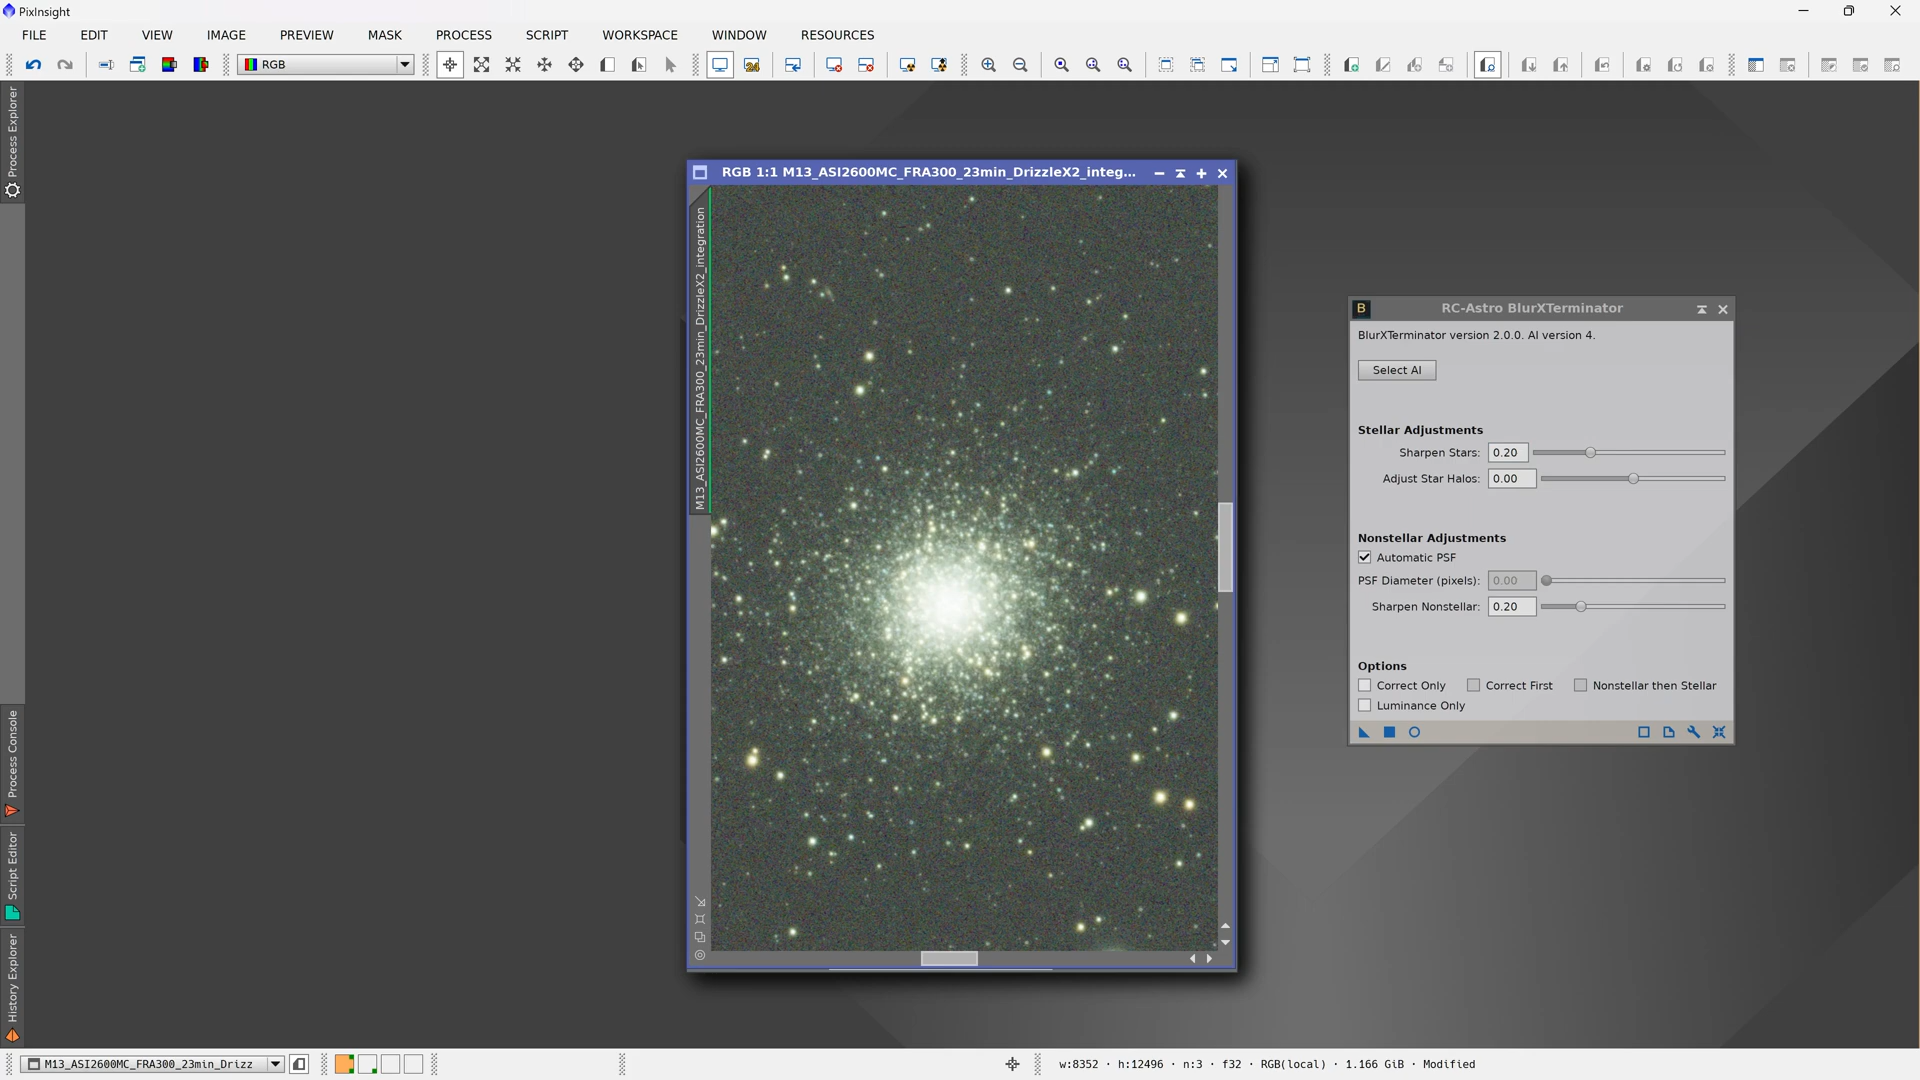 PixInsight
FILE EDIT VIEW IMAGE PREVIEW MASK PROCESS SCRIPT WORKSPACE WINDOW RESOURCES
RGB
Process Explorer
RGB 1:1 M13_ASI2600MC_FRA300_23min_DrizzleX2_integ...
M13_ASI2600MC_FRA300_23min_DrizzleX2_integration
B
RC-Astro BlurXTerminator
BlurXTerminator version 2.0.0. AI version 4.
Select AI
Stellar Adjustments
Sharpen Stars: 0.20
Adjust Star Halos: 0.00
Nonstellar Adjustments
Automatic PSF
PSF Diameter (pixels): 0.00
Sharpen Nonstellar: 0.20
Options
Correct Only Correct First Nonstellar then Stellar
Luminance Only
Process Console
Script Editor
History Explorer
M13_ASI2600MC_FRA300_23min_Drizz
w:8352 · h:12496 · n:3 · f32 · RGB(local) · 1.166 GiB · Modified